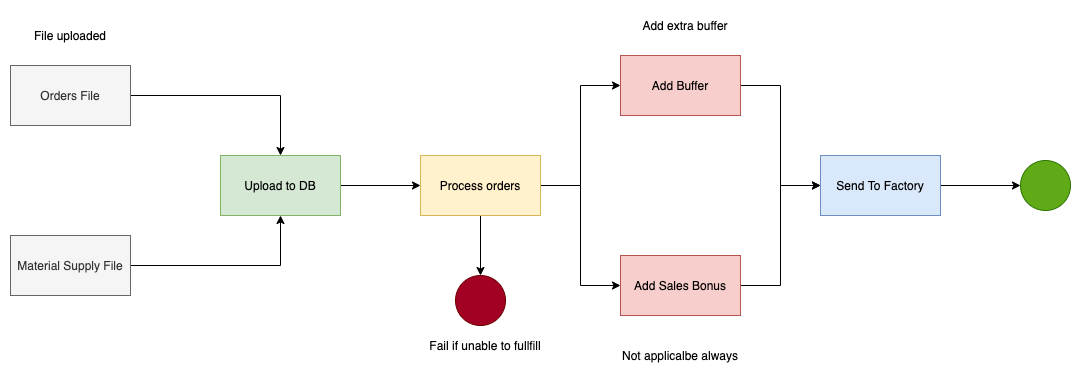 File uploaded
Add extra buffer
Orders File
Add Buffer
Upload to DB
Process orders
Send To Factory
Material Supply File
Add Sales Bonus
Fail if unable to fullfill
Not applicalbe always